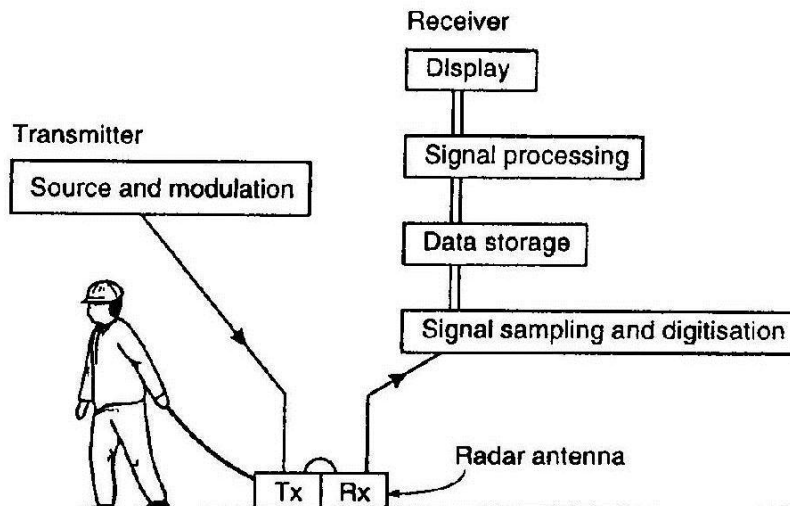 Receiver
Display
Transmitter
Signal processing
Source and modulation
Data storage
Signal sampling and digitisation
Radar antenna
Tx
Rx